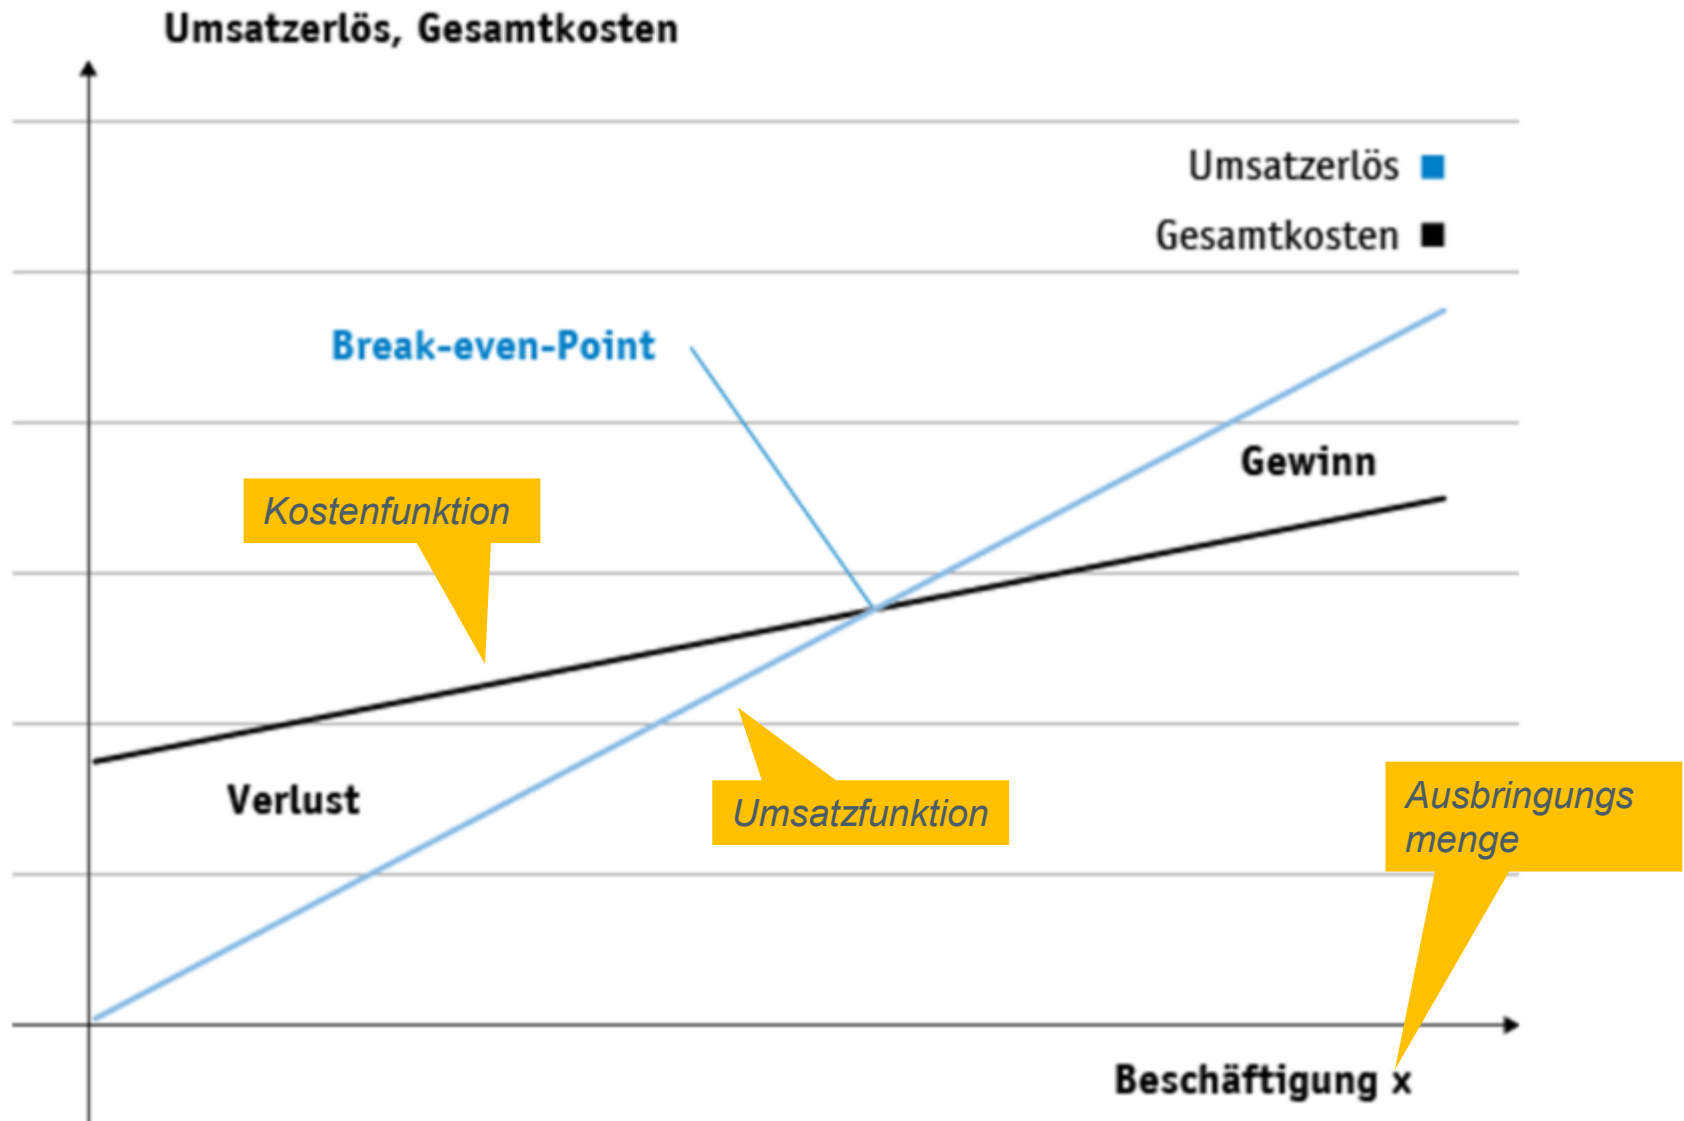 Umsatzerlös, Gesamtkosten
Umsatzerlös
Gesamtkosten
Break-even-Point
Gewinn
Kostenfunktion
Verlust
Umsatzfunktion
Ausbringungs
menge
Beschäftigung x